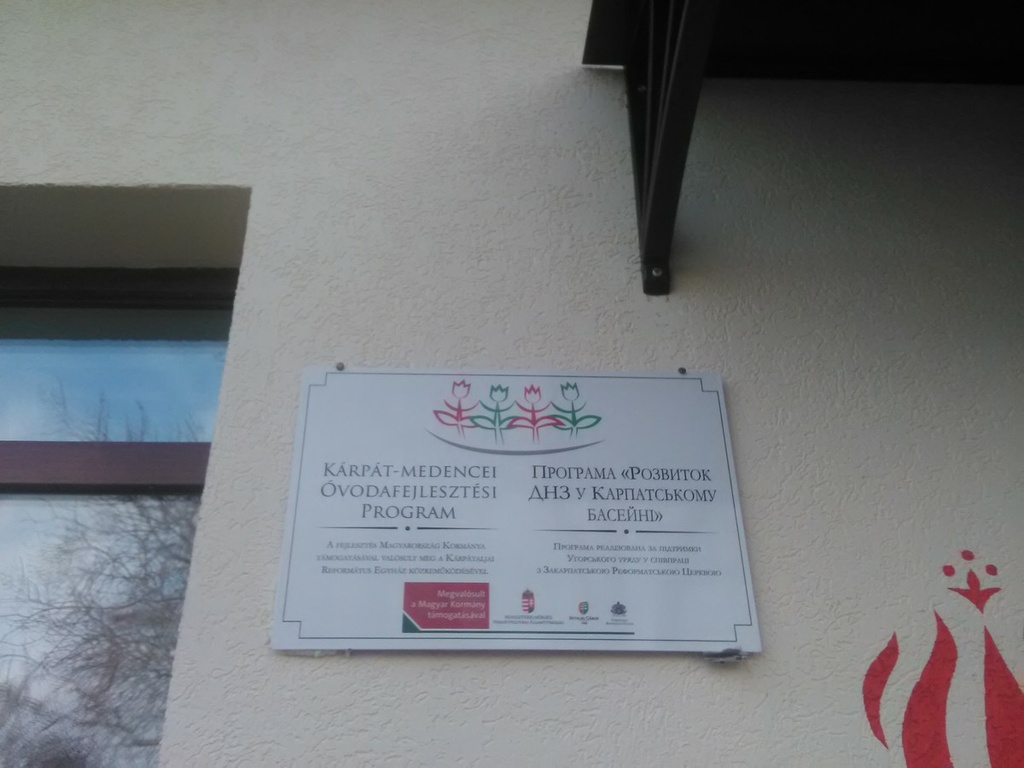 KÁRPÁT-MEDENCEI
ÓVODAFEJLESZTÉSI
PROGRAM
A FEJLESZTÉS MAGYARORSZÁG KORMÁNYA
TÁMOGATÁSÁVAL VALÓSULT MEG A KÁRPÁTALJAI
REFORMÁTUS EGYHÁZ KÖZREMŰKÖDÉSÉVEL
ПРОГРАМА «РОЗВИТОК
ДНЗ У КАРПАТСЬКОМУ
БАСЕЙНІ»
ПРОГРАМА РЕАЛІЗОВАНА ЗА ПІДТРИМКИ
УГОРСЬКОГО УРЯДУ У СПІВПРАЦІ
З ЗАКАРПАТСЬКОЮ РЕФОРМАТСЬКОЮ ЦЕРКВОЮ
Megvalósult
a Magyar Kormány
támogatásával